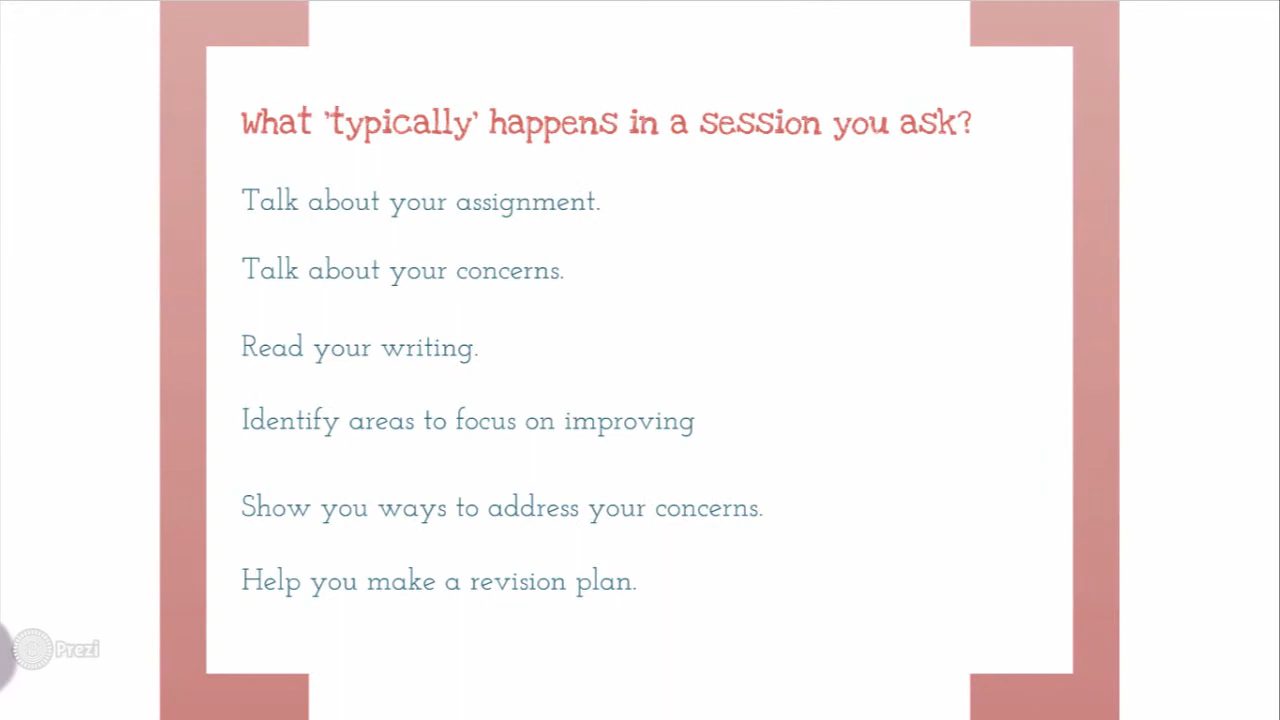 What 'typically' happens in a session you ask?
Talk about your assignment.
Talk about your concerns.
Read your writing.
Identify areas to focus on improving
Show you ways to address your concerns.
Help you make a revision plan.
Prezi